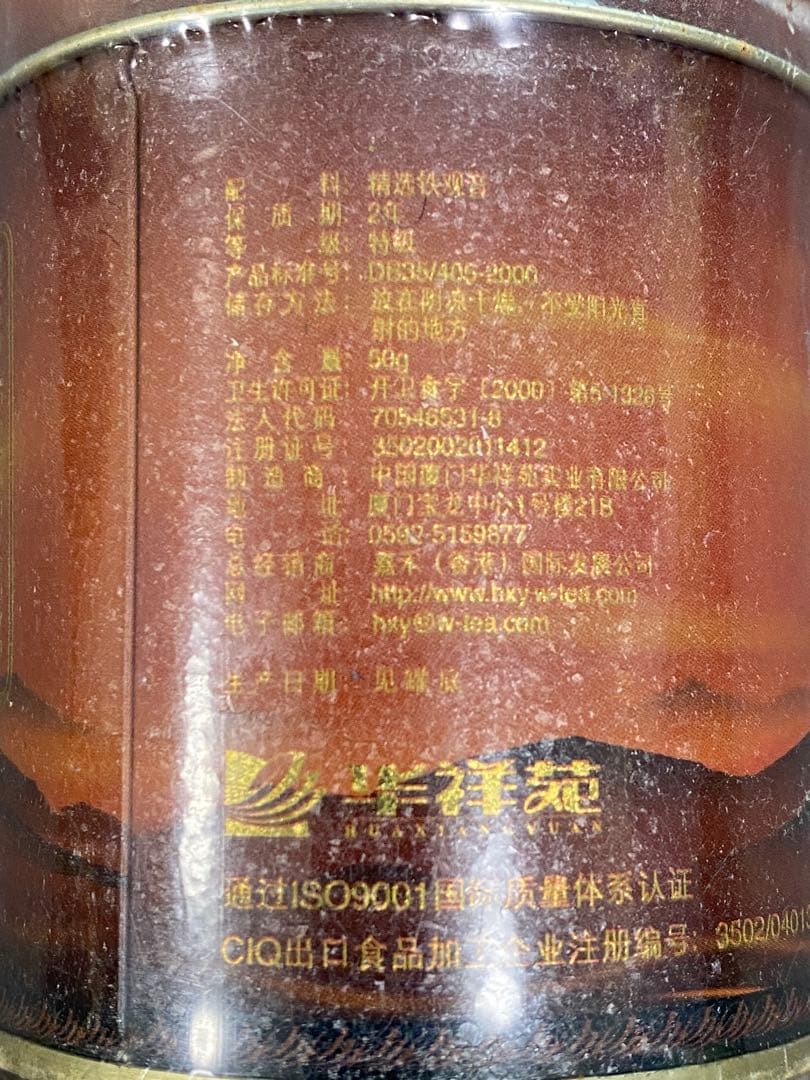 配料：精选铁观音
保质期：2年
等级：特级
产品标准号：DB35/406-2000
储存方法：放在阴凉干燥，不受阳光直
射的地方
净含量：50g
卫生许可证：开卫食字〔2000〕第5-1326号
法人代码：70546531-8
注册证号：3502002011412
制造商：中国厦门华祥苑实业有限公司
地址：厦门宝龙中心1号楼21B
电话：0592-5159877
总经销商：嘉禾（香港）国际发展公司
网址：http://www.hxy-w-tea.com
电子邮箱：hxy@w-tea.com
生产日期：见罐底
华祥苑
HUAXIANGYUAN
通过ISO9001国际质量体系认证
CIQ出口食品加工企业注册编号：3502/0401